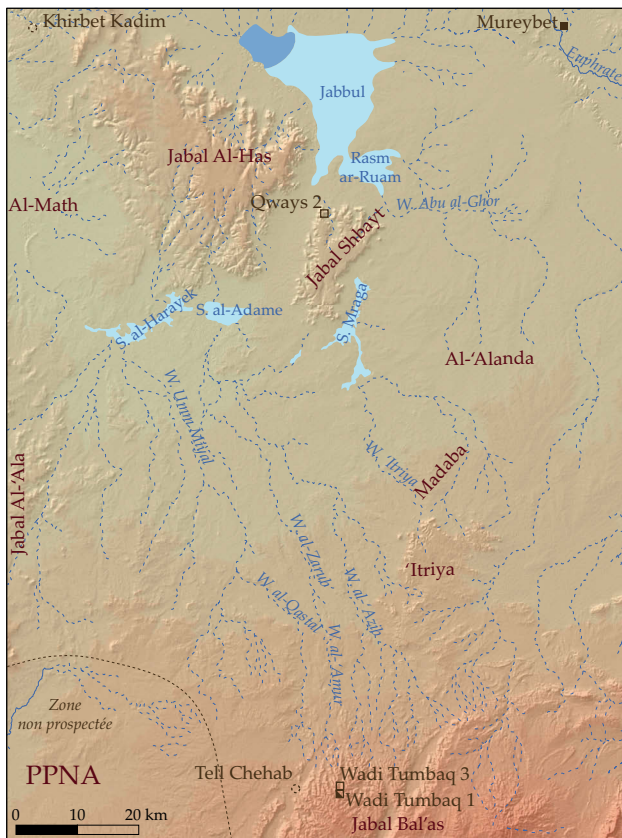 Khirbet Kadim
Mureybet
Euphrate
Jabbul
Jabal Al-Has
Rasm
ar-Ruam
Al-Math
Qways 2
W. Abu al-Ghor
Jabal Shbayt
S. al-Harayek
S. al-Adame
S. Mraga
Al-‘Alanda
W. Umm-Mtijal
W. Itriya
Madaba
Jabal Al-‘Ala
W. al-Zarub
W. al-Azib
‘Itriya
W. al-Qastal
W. al-‘Amur
Zone
non prospectée
PPNA
Tell Chehab
Wadi Tumbaq 3
Wadi Tumbaq 1
Jabal Bal'as
0 10 20 km